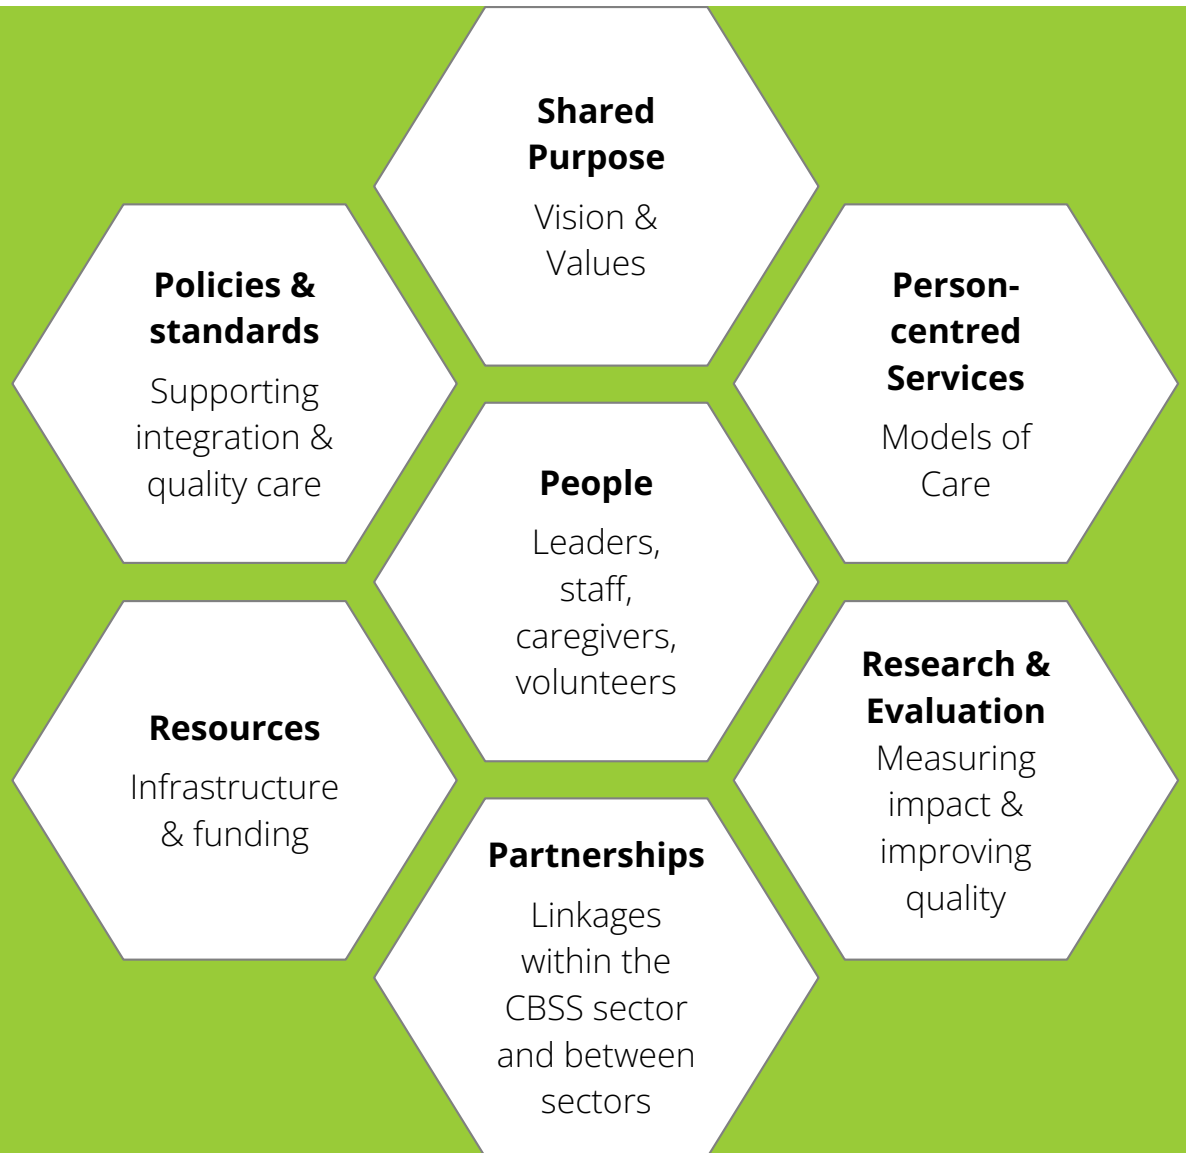 Shared
Purpose
Vision &
Values
Policies &
standards
Supporting
integration &
quality care
Person-
centred
Services
Models of
Care
People
Leaders,
staff,
caregivers,
volunteers
Resources
Infrastructure
& funding
Research &
Evaluation
Measuring
impact &
improving
quality
Partnerships
Linkages
within the
CBSS sector
and between
sectors